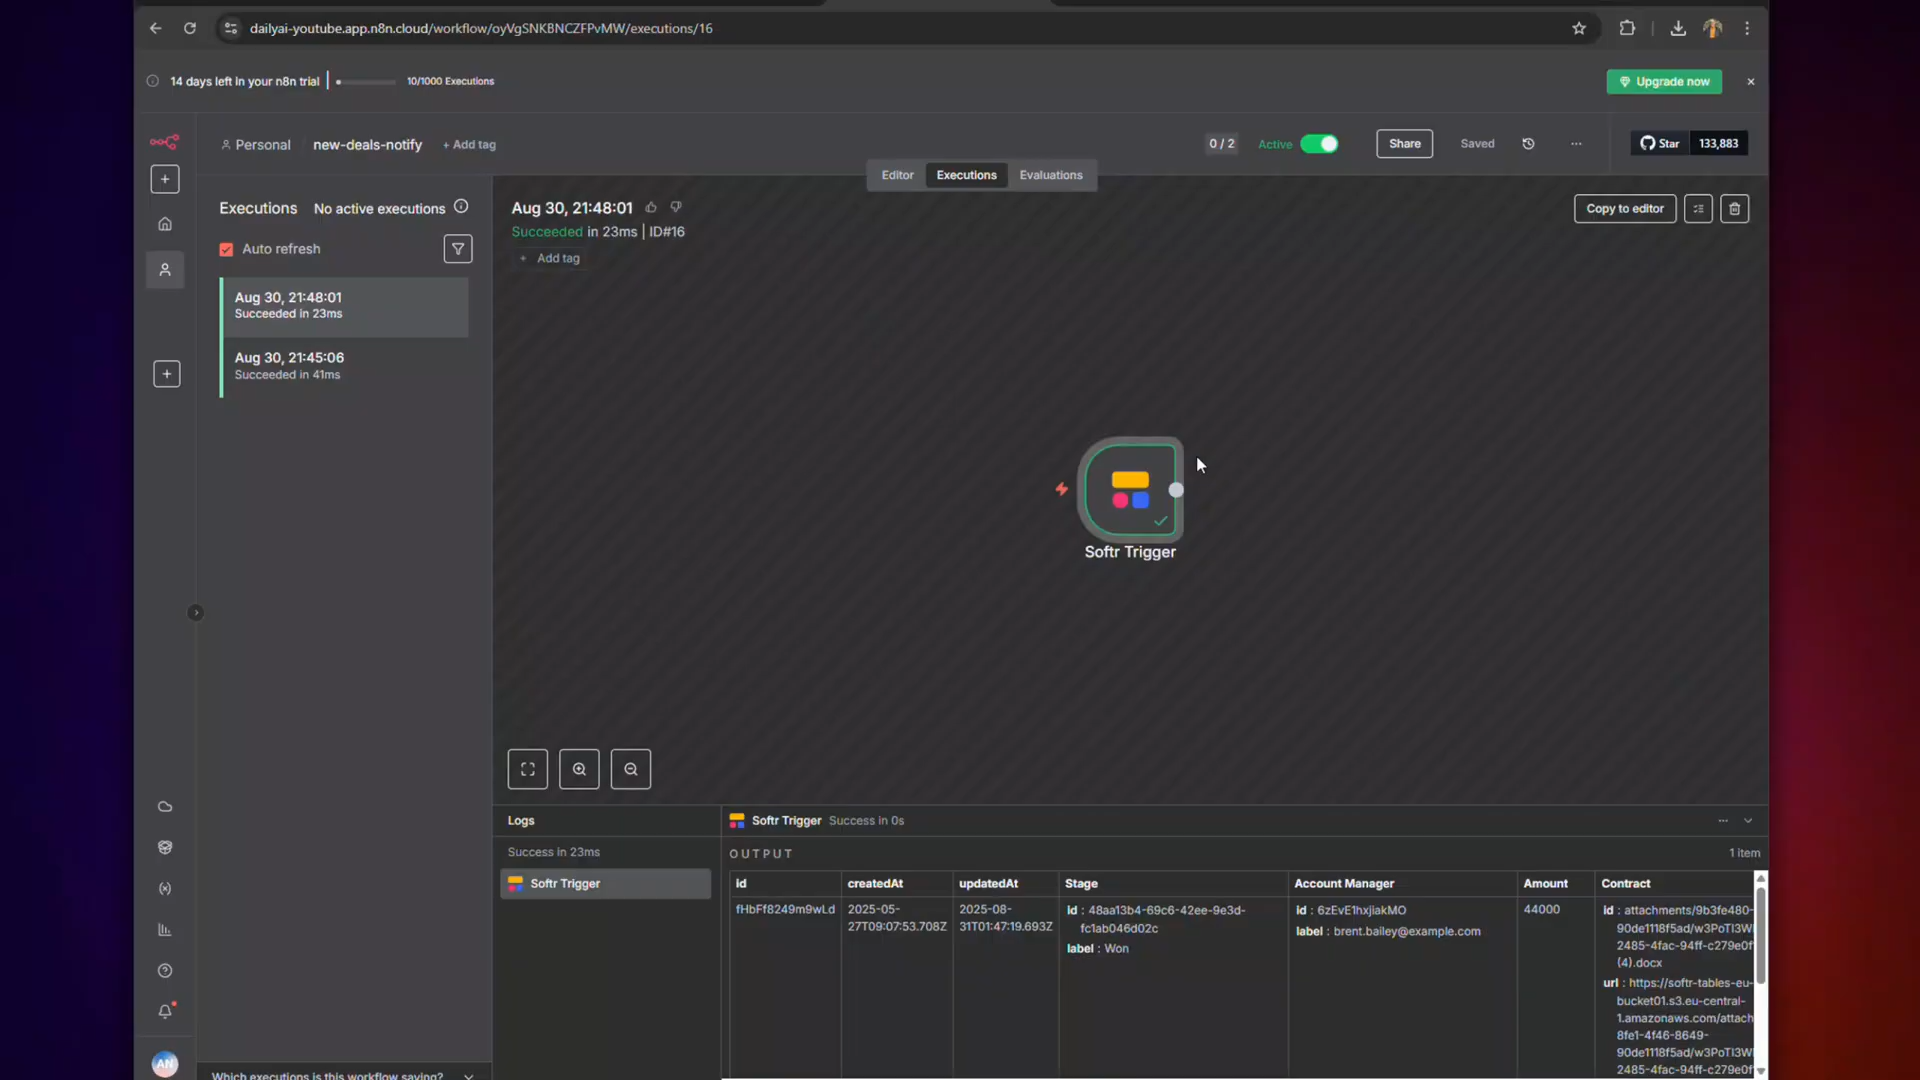 dailyai-youtube.app.n8n.cloud/workflow/oyVgSNKBNCZFPvMW/executions/16
14 days left in your n8n trial
10/1000 Executions
Upgrade now
Personal
new-deals-notify
+ Add tag
0 / 2
Active
Share
Saved
Star
133,883
Editor
Executions
Evaluations
Executions
No active executions
Auto refresh
Aug 30, 21:48:01
Succeeded in 23ms
Aug 30, 21:45:06
Succeeded in 41ms
Aug 30, 21:48:01
Succeeded in 23ms | ID#16
+ Add tag
Copy to editor
Softr Trigger
Logs
Success in 23ms
Softr Trigger
Softr Trigger Success in 0s
OUTPUT
1 item
id
createdAt
updatedAt
Stage
Account Manager
Amount
Contract
fHbFf8249m9wLd
2025-05-
27T09:07:53.708Z
2025-08-
31T01:47:19.693Z
id : 48aa13b4-69c6-42ee-9e3d-
fc1ab046d02c
label : Won
id : 6zEvE1hxjiakMO
label : brent.bailey@example.com
44000
id : attachments/9b3fe480-
90de1118f5ad/w3PoTl3W
2485-4fac-94ff-c279e0f
(4).docx
url : https://softr-tables-eu-
bucket01.s3.eu-central-
1.amazonaws.com/attach
8fe1-4f46-8649-
90de1118f5ad/w3PoTl3W
2485-4fac-94ff-c279e0f
Which executions is this workflow saving?
AN